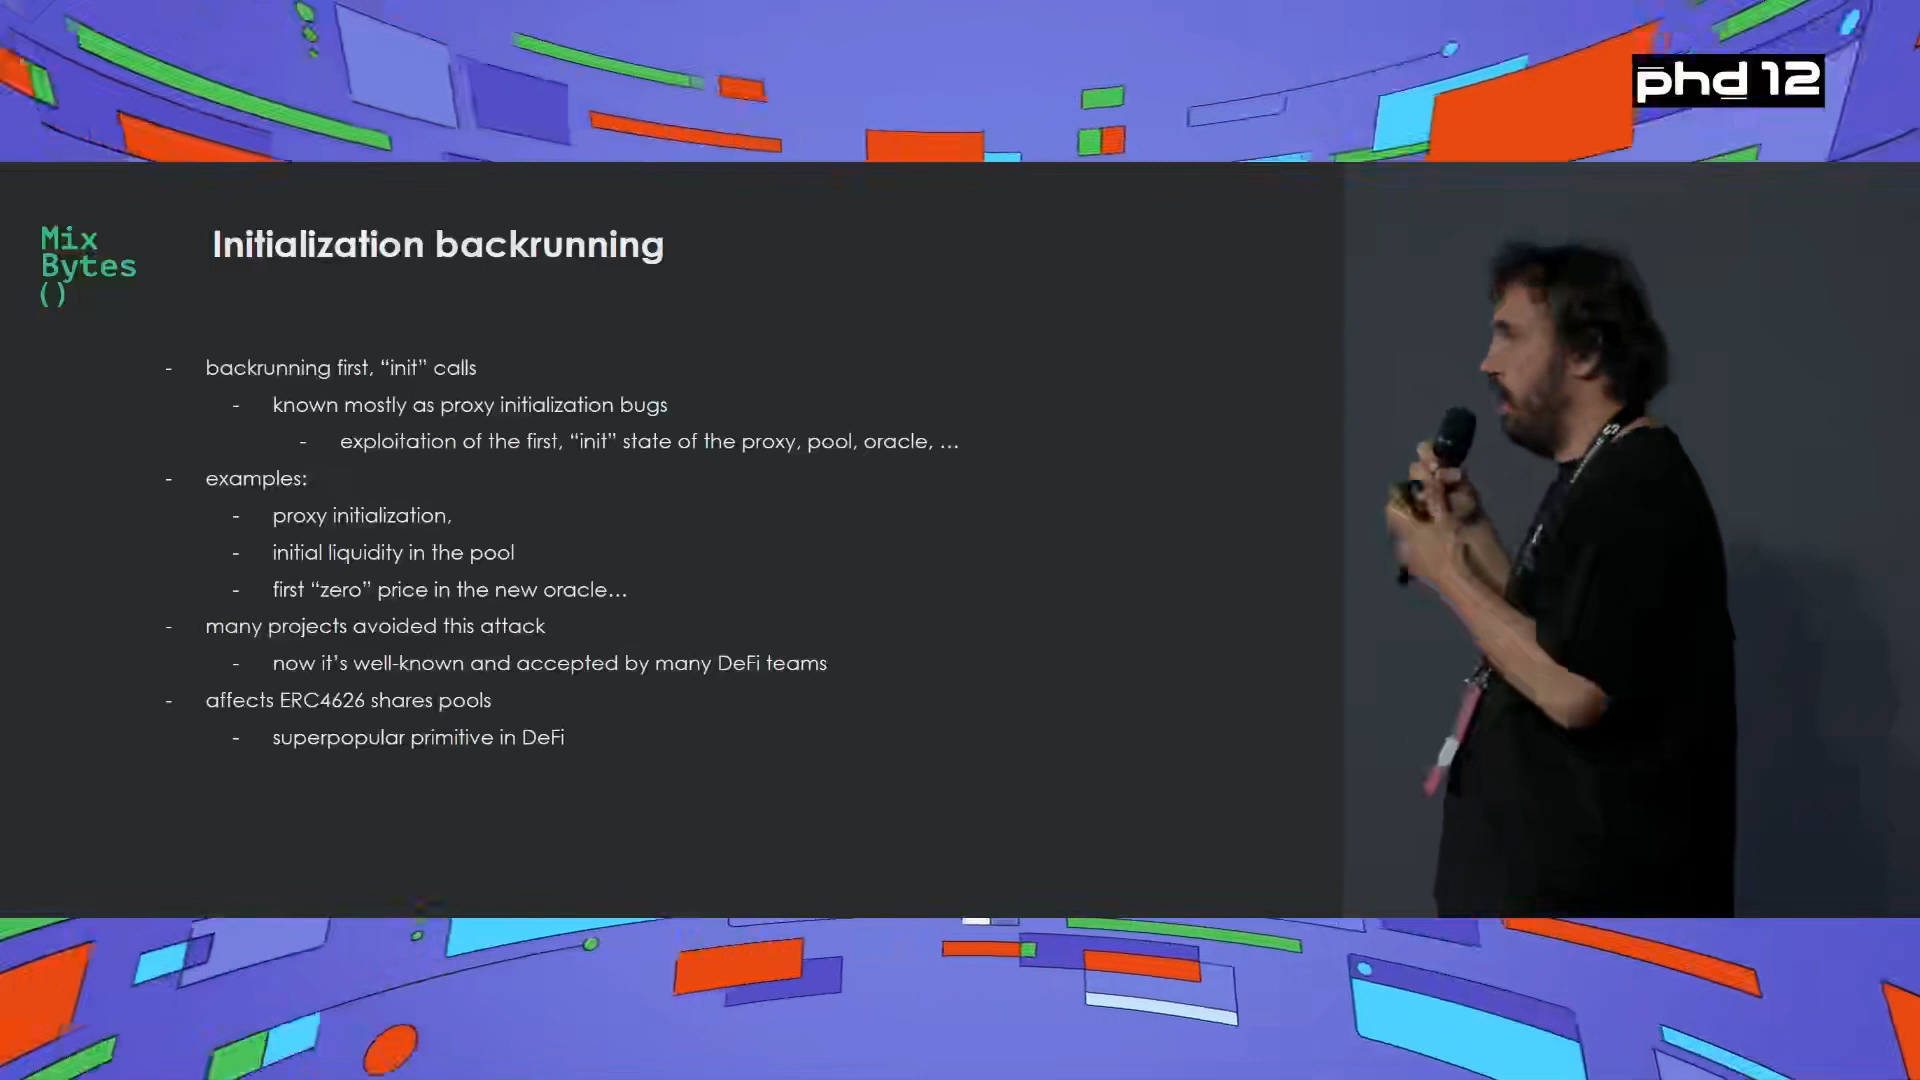 phd 12
Mix
Bytes
()
Initialization backrunning
- backrunning first, “init” calls
- known mostly as proxy initialization bugs
- exploitation of the first, “init” state of the proxy, pool, oracle, ...
- examples:
- proxy initialization,
- initial liquidity in the pool
- first “zero” price in the new oracle...
- many projects avoided this attack
- now it’s well-known and accepted by many DeFi teams
- affects ERC4626 shares pools
- superpopular primitive in DeFi